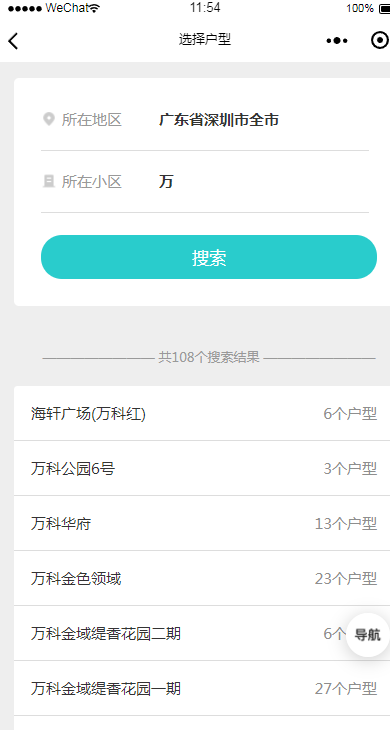 ●●●●● WeChat 11:54 100%
选择户型
所在地区 广东省深圳市全市
所在小区 万
搜索
共108个搜索结果
海轩广场(万科红) 6个户型
万科公园6号 3个户型
万科华府 13个户型
万科金色领域 23个户型
万科金域缇香花园二期 6个
导航
万科金域缇香花园一期 27个户型